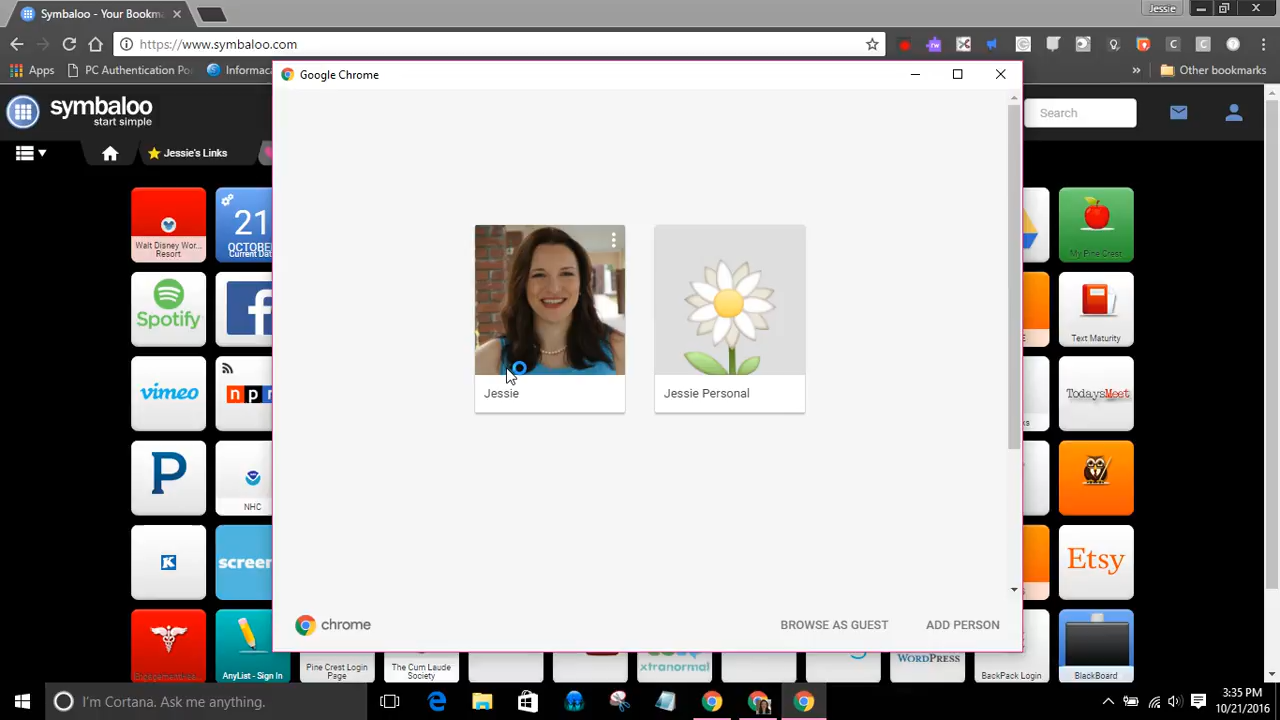 Symbaloo - Your Bookm
Jessie
https://www.symbaloo.com
Apps
PC Authentication Po
Informac
Other bookmarks
Google Chrome
symbaloo
start simple
Search
Jessie's Links
Walt Disney Wor...
Resort
21
OCTOBER
Current Dat
My Pine Crest
Spotify
Text Maturity
Jessie
Jessie Personal
vimeo
npr
TodaysMeet
P
NHC
K
screen
Etsy
chrome
BROWSE AS GUEST
ADD PERSON
AnyList - Sign In
Pine Crest Login
Page
The Cum Laude
Society
xtranormal
WORDPRESS
BackPack Login
BlackBoard
I'm Cortana. Ask me anything.
3:35 PM
10/21/2016